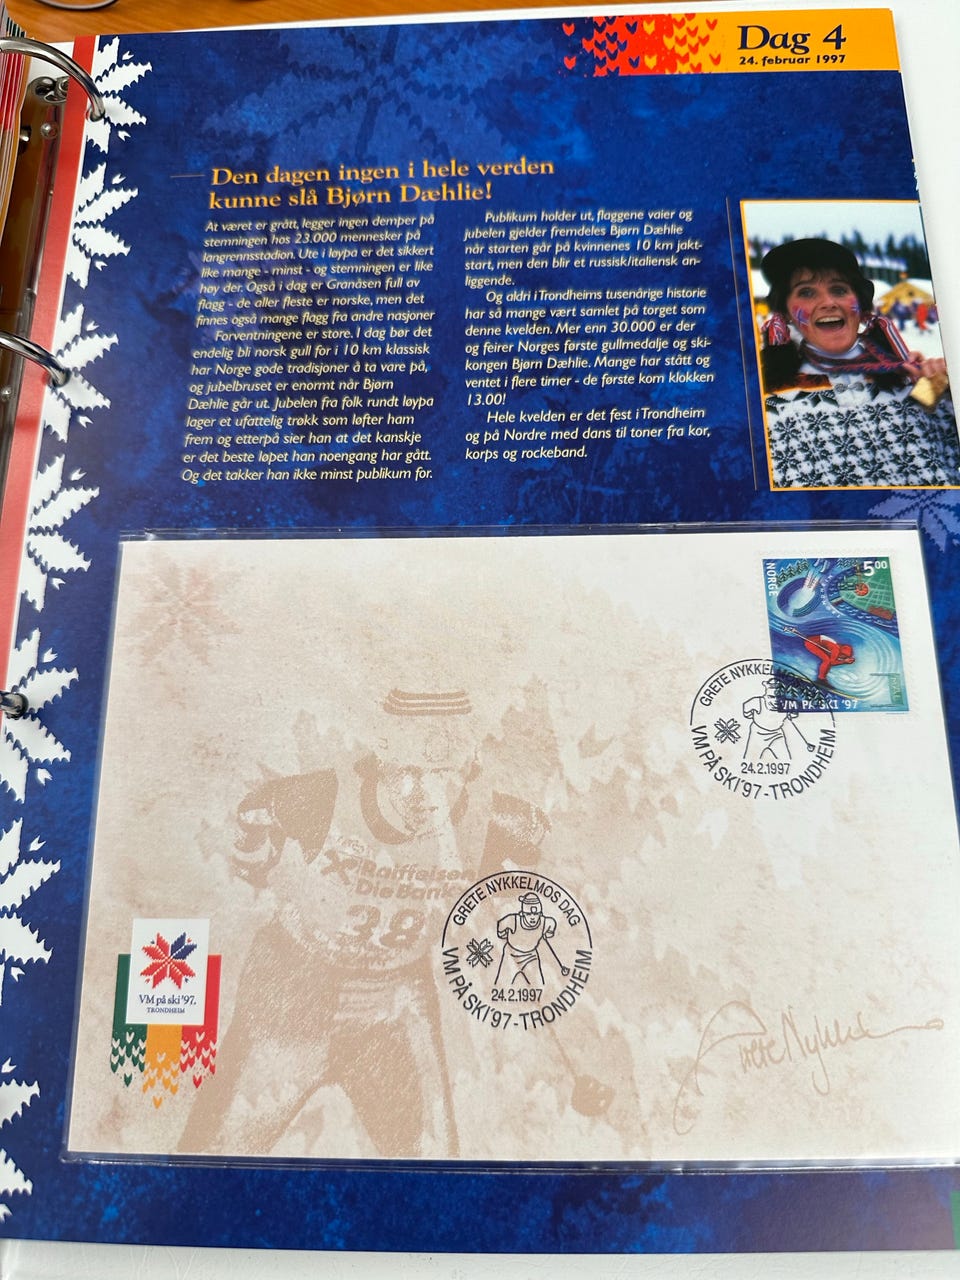 Dag 4
24. februar 1997
Den dagen ingen i hele verden
kunne slå Bjørn Dæhlie!
At været er grått, legger ingen demper på
stemningen hos 23.000 mennesker på
langrennsstadion. Ute i løypa er det sikkert
like mange - minst - og stemningen er like
høy der. Også i dag er Granåsen full av
flagg - de aller fleste er norske, men det
finnes også mange flagg fra andre nasjoner
Forventningene er store. I dag bør det
endelig bli norsk gull for i 10 km klassisk
har Norge gode tradisjoner å ta vare på,
og jubelbruset er enormt når Bjørn
Dæhlie går ut. Jubelen fra folk rundt løypa
lager et ufattelig trøkk som løfter ham
frem og etterpå sier han at det kanskje
er det beste løpet han noengang har gått.
Og det takker han ikke minst publikum for.
Publikum holder ut, flaggene vaier og
jubelen gjelder fremdeles Bjørn Dæhlie
når starten går på kvinnenes 10 km jakt-
start, men den blir et russisk/italiensk an-
liggende.
Og aldri i Trondheims tusenårige historie
har så mange vært samlet på torget som
denne kvelden. Mer enn 30.000 er der
og feirer Norges første gullmedalje og ski-
kongen Bjørn Dæhlie. Mange har stått og
ventet i flere timer - de første kom klokken
13.00!
Hele kvelden er det fest i Trondheim
og på Nordre med dans til toner fra kor,
korps og rockeband.
NORGE
5.00
VM PÅ SKI '97
GRETE NYKKELMOS
24.2.1997
VM PÅ SKI'97-TRONDHEIM
Raiffeisen
Die Bank
38
GRETE NYKKELMOS DAG
24.2.1997
VM PÅ SKI'97-TRONDHEIM
VM på ski '97,
TRONDHEIM
Grete Nykkelmo